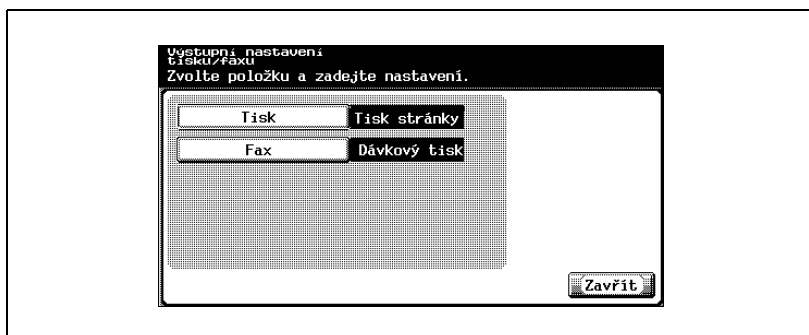 Výstupní nastavení
tisku/faxu
Zvolte položku a zadejte nastavení.
Tisk Tisk stránky
Fax Dávkový tisk
Zavřít